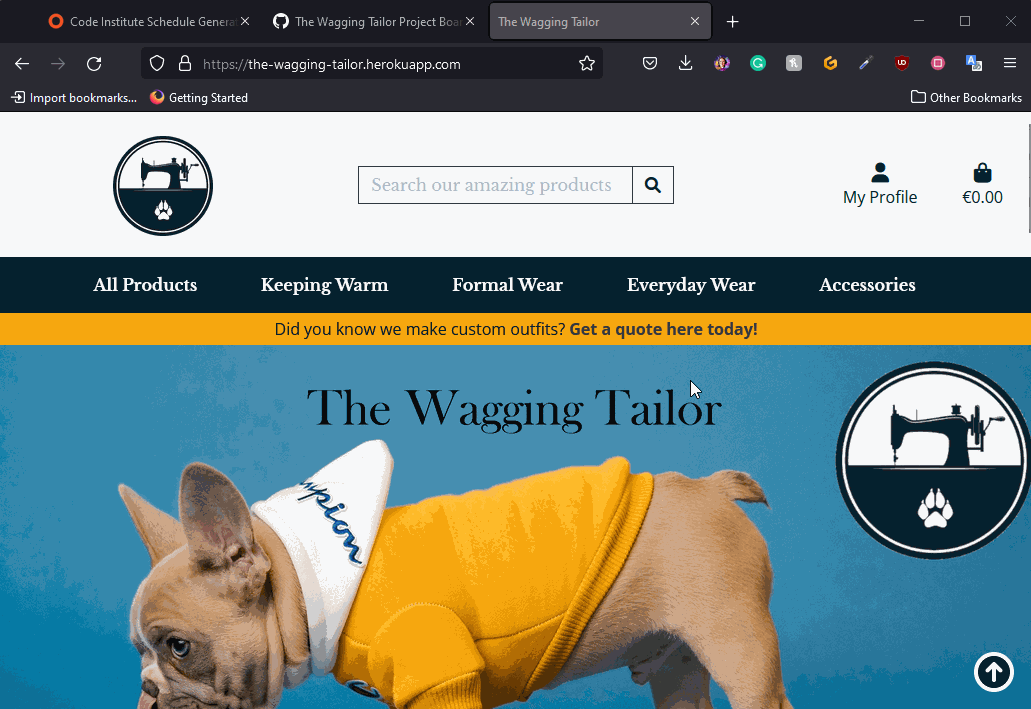 Code Institute Schedule Genera
The Wagging Tailor Project Boa
The Wagging Tailor
https://the-wagging-tailor.herokuapp.com
Import bookmarks...
Getting Started
Other Bookmarks
Search our amazing products
My Profile
€0.00
All Products
Keeping Warm
Formal Wear
Everyday Wear
Accessories
Did you know we make custom outfits? Get a quote here today!
The Wagging Tailor
mpion